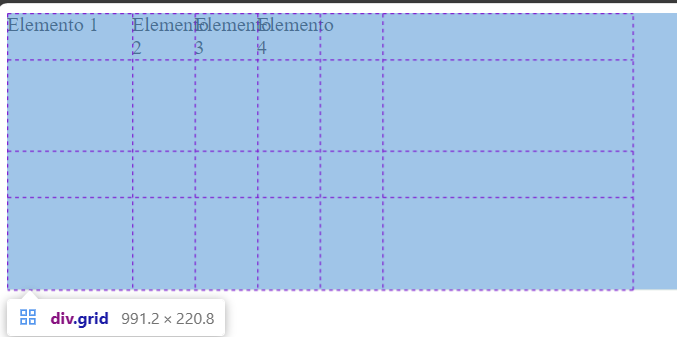 Elemento 1 Elemento Elemento Elemento
2 3 4
div.grid 991.2 × 220.8